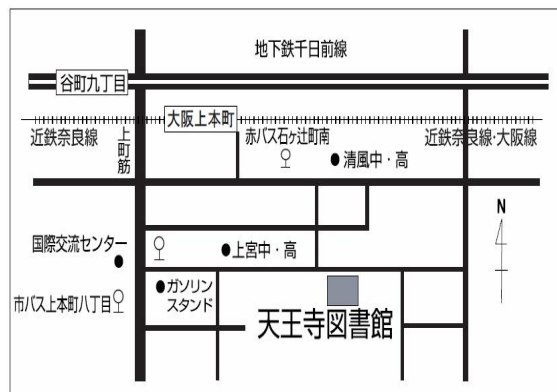 地下鉄千日前線
谷町九丁目
大阪上本町
近鉄奈良線
上町筋
赤バス石ヶ辻町南
清風中・高
近鉄奈良線・大阪線
N
国際交流センター
上宮中・高
市バス上本町八丁目
ガソリン
スタンド
天王寺図書館